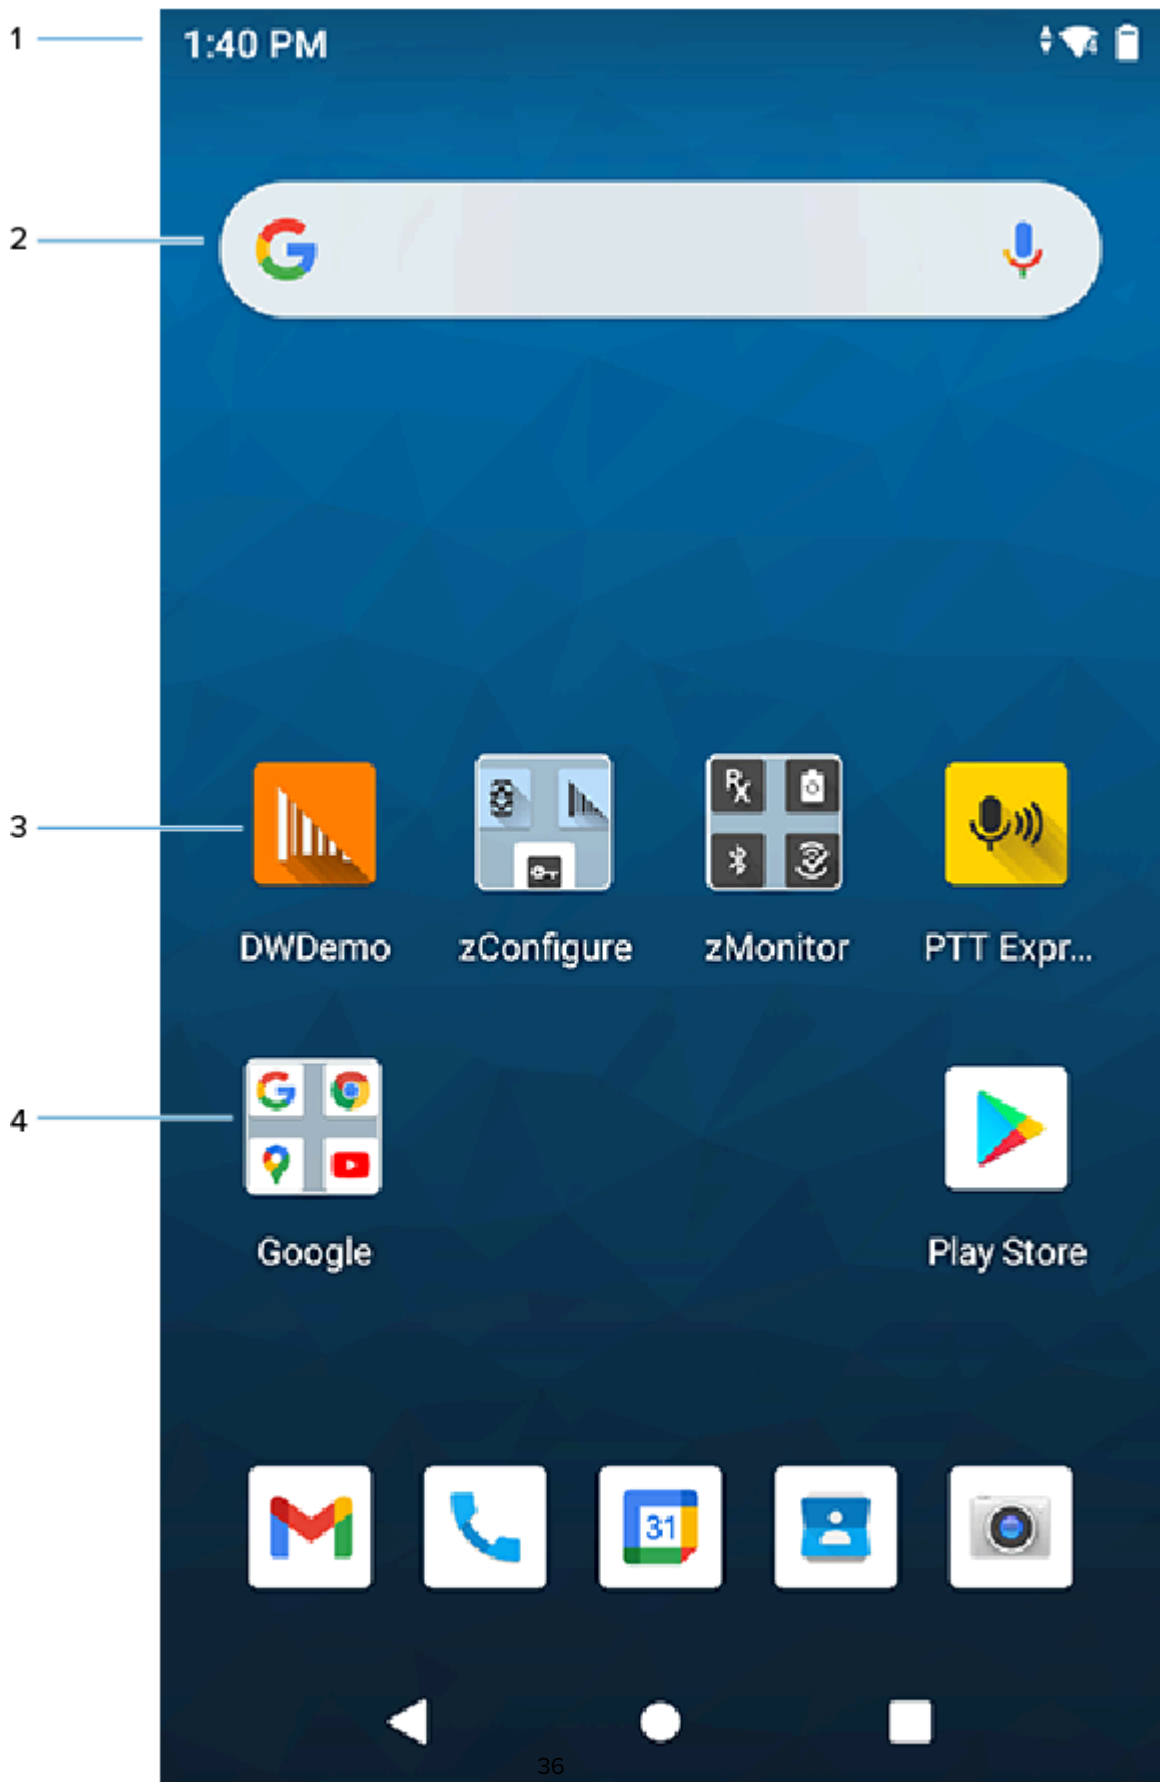 1
1:40 PM
2
3
DWDemo
zConfigure
zMonitor
PTT Expr...
4
Google
Play Store
31
36